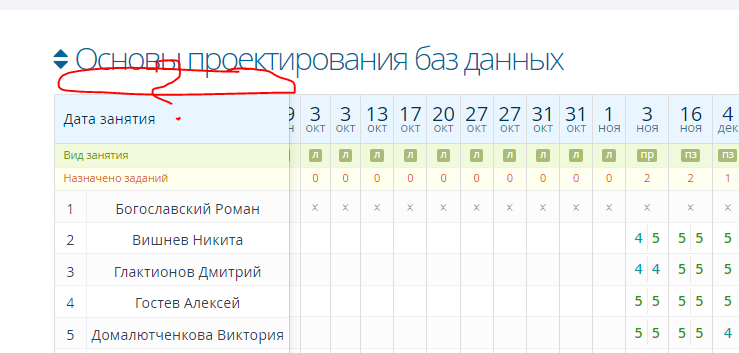 Основы проектирования баз данных
Дата занятия 9 3 3 13 17 20 27 27 31 31 1 3 16 4
н окт окт окт окт окт окт окт окт окт ноя ноя ноя дек
Вид занятия л л л л л л л л л л пр пз пз
Назначено заданий 0 0 0 0 0 0 0 0 0 0 2 2 1
1 Богославский Роман × × × × × × × × × × × × ×
2 Вишнев Никита 4 5 5 5 5
3 Глактионов Дмитрий 4 4 5 5 5
4 Гостев Алексей 5 5 5 5 5
5 Домалютченкова Виктория 5 5 5 5 4